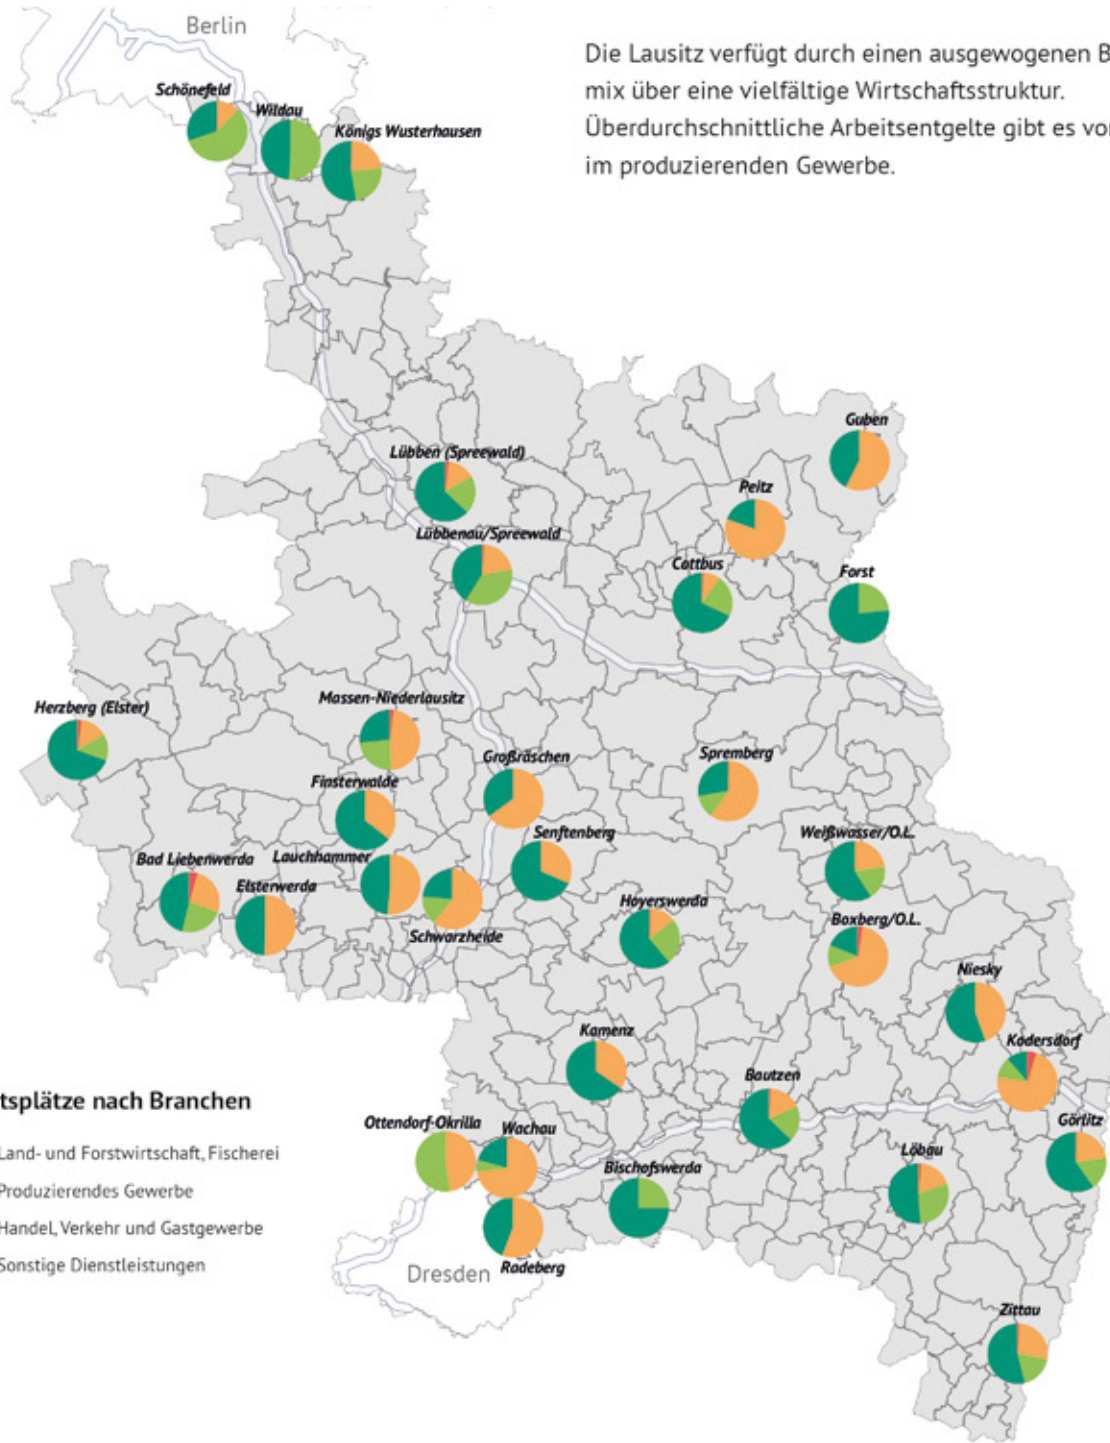 Berlin
Die Lausitz verfügt durch einen ausgewogenen B
mix über eine vielfältige Wirtschaftsstruktur.
Überdurchschnittliche Arbeitsentgelte gibt es vor
im produzierenden Gewerbe.
Schönefeld
Wildau
Königs Wusterhausen
Guben
Lübben (Spreewald)
Peitz
Lübbenau/Spreewald
Cottbus
Forst
Massen-Niederlausitz
Herzberg (Elster)
Großräschen
Spremberg
Finsterwalde
Senftenberg
Weißwasser/O.L.
Bad Liebenwerda
Lauchhammer
Elsterwerda
Hoyerswerda
Boxberg/O.L.
Schwarzheide
Niesky
Kamenz
Kodersdorf
Bautzen
tsplätze nach Branchen
Ottendorf-Okrilla
Wachau
Görlitz
Land- und Forstwirtschaft, Fischerei
Löbau
Bischofswerda
Produzierendes Gewerbe
Handel, Verkehr und Gastgewerbe
Sonstige Dienstleistungen
Dresden
Radeberg
Zittau